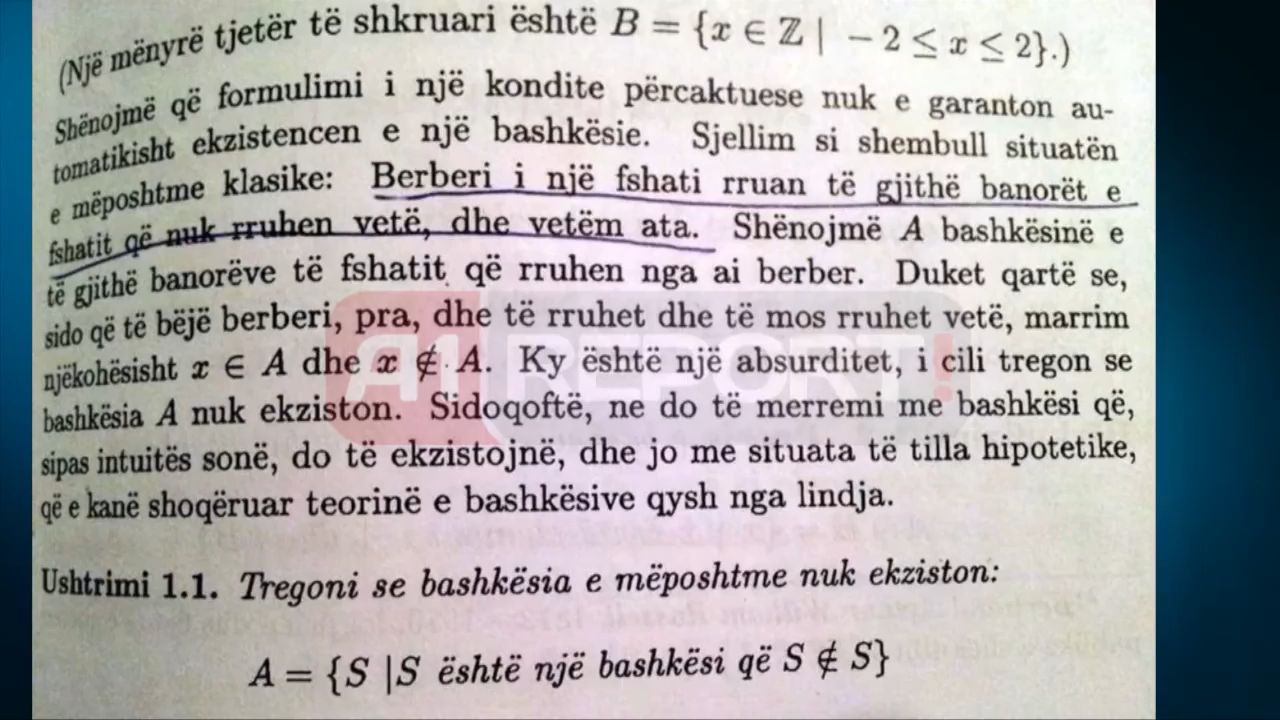 (Një mënyrë tjetër të shkruari është B = {x ∈ ℤ | − 2 ≤ x ≤ 2}.)
Shënojmë që formulimi i një kondite përcaktuese nuk e garanton au-
tomatikisht ekzistencen e një bashkësie. Sjellim si shembull situatën
e mëposhtme klasike: Berberi i një fshati rruan të gjithë banorët e
fshatit që nuk rruhen vetë, dhe vetëm ata. Shënojmë A bashkësinë e
të gjithë banorëve të fshatit që rruhen nga ai berber. Duket qartë se,
sido që të bëjë berberi, pra, dhe të rruhet dhe të mos rruhet vetë, marrim
njëkohësisht x ∈ A dhe x ∉ A. Ky është një absurditet, i cili tregon se
bashkësia A nuk ekziston. Sidoqoftë, ne do të merremi me bashkësi që,
sipas intuitës sonë, do të ekzistojnë, dhe jo me situata të tilla hipotetike,
që e kanë shoqëruar teorinë e bashkësive qysh nga lindja.
Ushtrimi 1.1. Tregoni se bashkësia e mëposhtme nuk ekziston:
A = {S |S është një bashkësi që S ∉ S}
A1 REPORT!